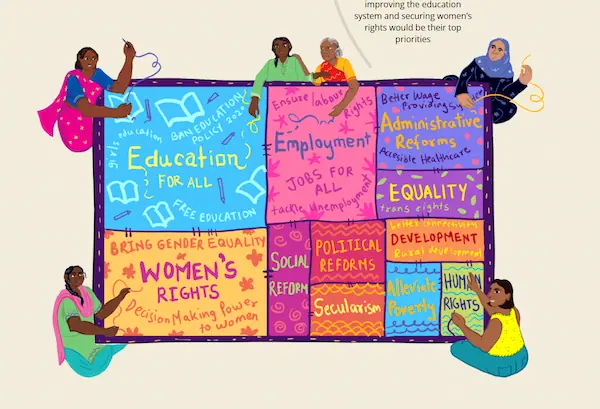 improving the education
system and securing women's
rights would be their top
priorities
education
girls
BAN EDUCATION
POLICY 2020
Education
FOR ALL
FREE EDUCATION
Ensure labour
Rights
Employment
JOBS FOR
ALL
tackle Unemployment
Better Wage
Providing System
Administrative
Reforms
Accesible Healthcare
EQUALITY
trans rights
better connectivity
DEVELOPMENT
Rural development
BRING GENDER EQUALITY
WOMEN'S
RIGHTS
Decision Making Power
to Women
SOCIAL
REFORM
POLITICAL
REFORMS
Secularism
Alleviate
Poverty
HUMAN
RIGHTS